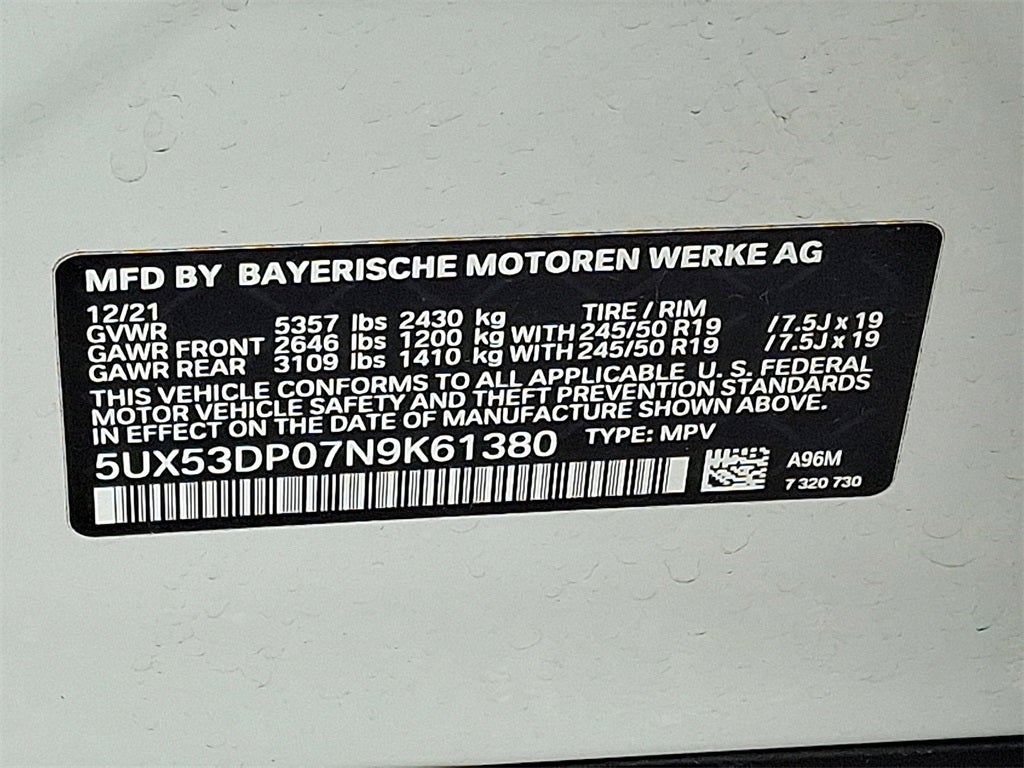 MFD BY BAYERISCHE MOTOREN WERKE AG
12/21 TIRE / RIM
GVWR 5357 lbs 2430 kg
GAWR FRONT 2646 lbs 1200 kg WITH 245/50 R19 / 7.5J x 19
GAWR REAR 3109 lbs 1410 kg WITH 245/50 R19 / 7.5J x 19
THIS VEHICLE CONFORMS TO ALL APPLICABLE U. S. FEDERAL
MOTOR VEHICLE SAFETY AND THEFT PREVENTION STANDARDS
IN EFFECT ON THE DATE OF MANUFACTURE SHOWN ABOVE.
5UX53DP07N9K61380 TYPE: MPV
A96M
7 320 730